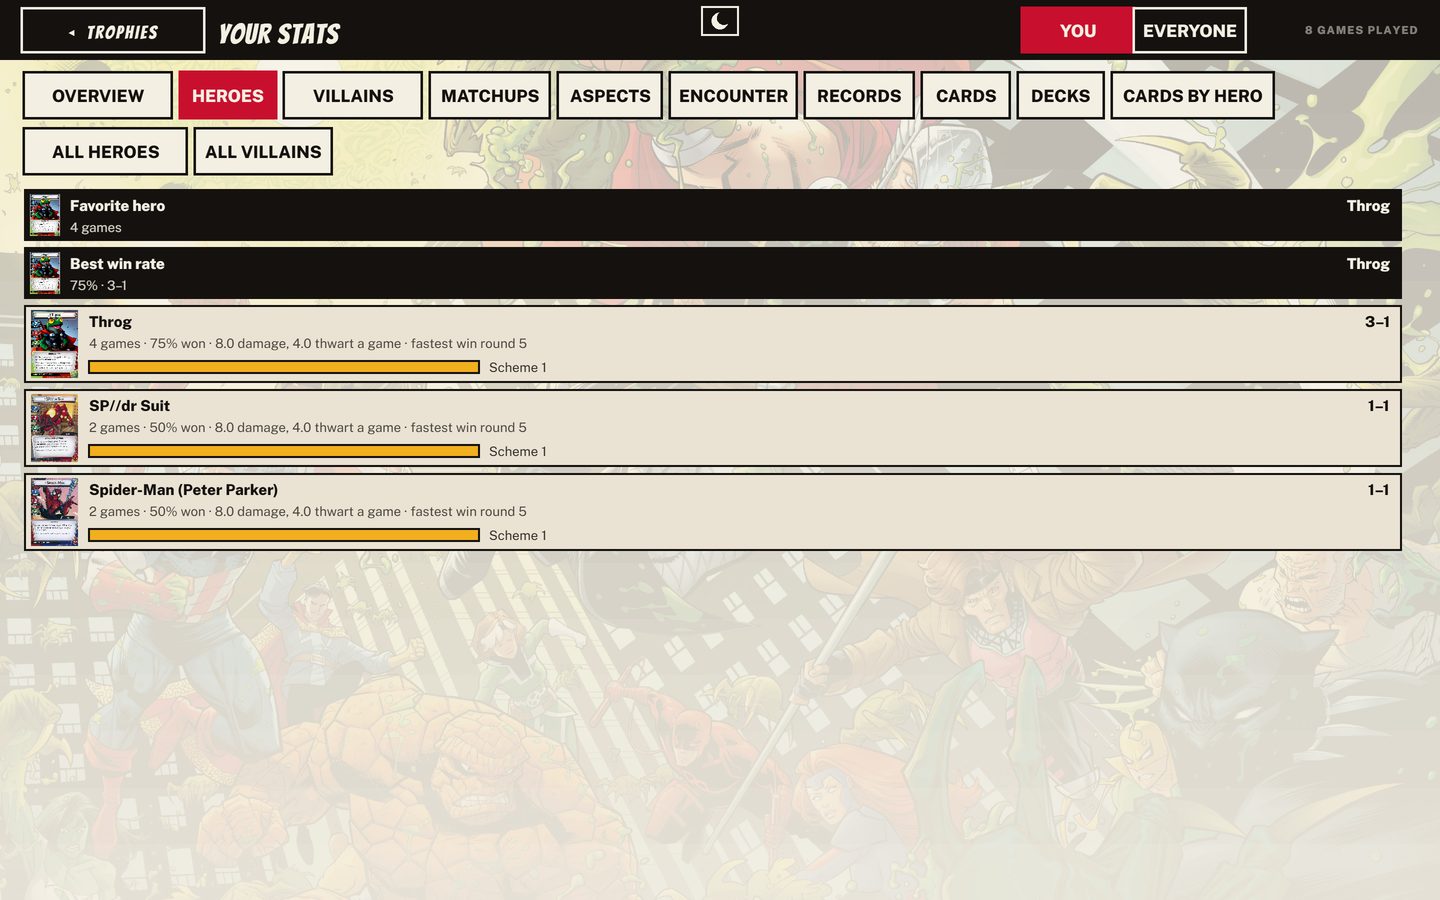 ◂ TROPHIES
YOUR STATS
YOU
EVERYONE
8 GAMES PLAYED
OVERVIEW
HEROES
VILLAINS
MATCHUPS
ASPECTS
ENCOUNTER
RECORDS
CARDS
DECKS
CARDS BY HERO
ALL HEROES
ALL VILLAINS
Favorite hero
Throg
4 games
Best win rate
Throg
75% · 3–1
Throg
3–1
4 games · 75% won · 8.0 damage, 4.0 thwart a game · fastest win round 5
Scheme 1
SP//dr Suit
1–1
2 games · 50% won · 8.0 damage, 4.0 thwart a game · fastest win round 5
Scheme 1
Spider-Man (Peter Parker)
1–1
2 games · 50% won · 8.0 damage, 4.0 thwart a game · fastest win round 5
Scheme 1